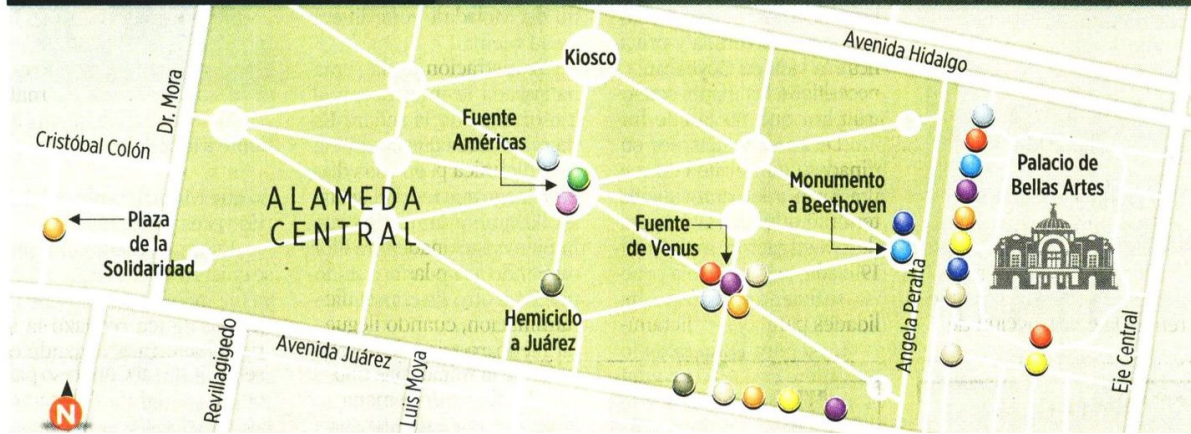 Kiosco
Avenida Hidalgo
Dr. Mora
Fuente
Américas
Cristóbal Colón
ALAMEDA
CENTRAL
Palacio de
Bellas Artes
Monumento
a Beethoven
Plaza
de la
Solidaridad
Fuente
de Venus
Hemiciclo
a Juárez
Angela Peralta
Avenida Juárez
Revillagigedo
Luis Moya
Eje Central
N